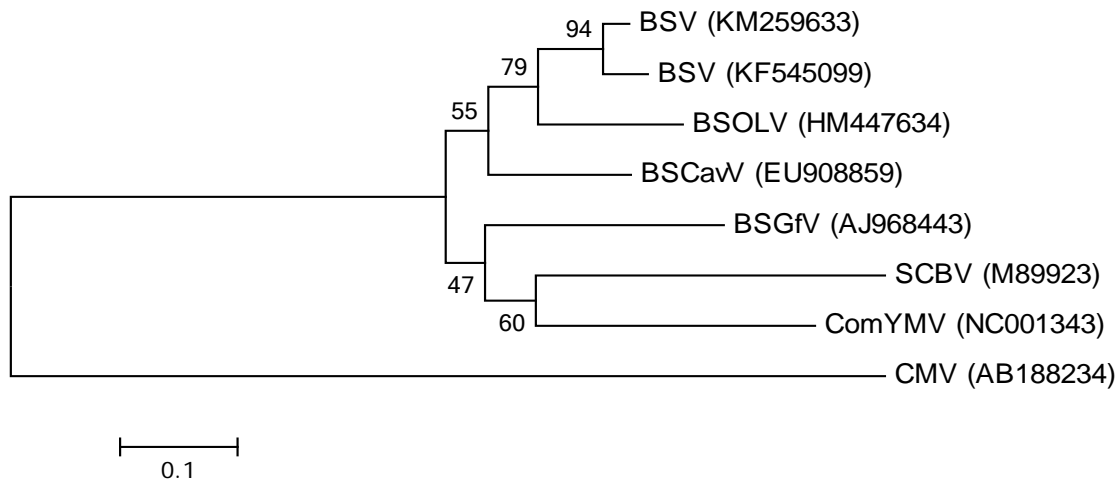 94
BSV (KM259633)
79
BSV (KF545099)
55
BSOLV (HM447634)
BSCavV (EU908859)
BSGfV (AJ968443)
47
SCBV (M89923)
60
ComYMV (NC001343)
CMV (AB188234)
0.1